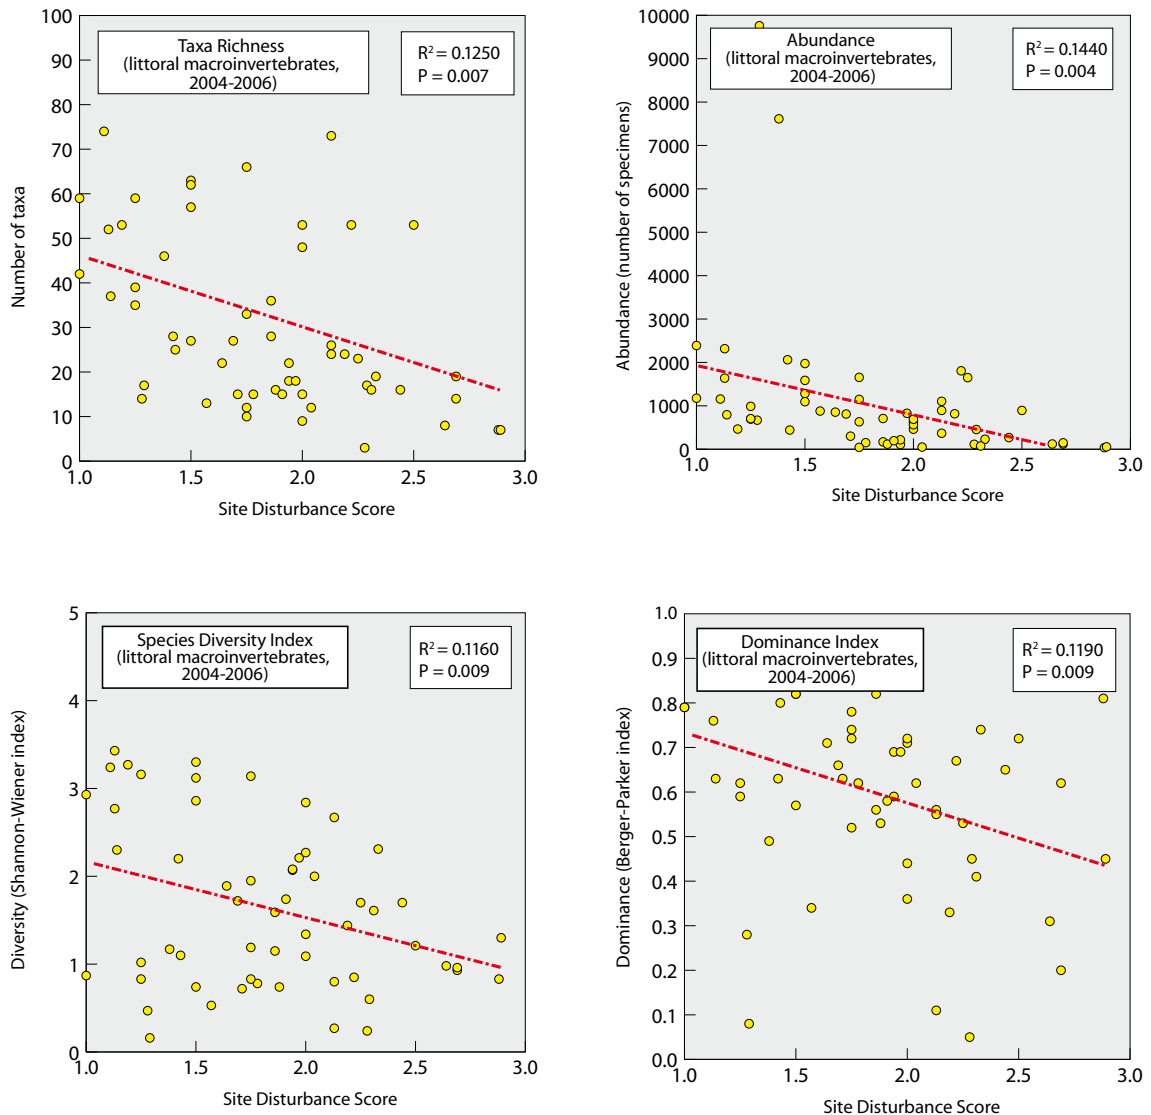 Taxa Richness
(littoral macroinvertebrates,
2004-2006)
R² = 0.1250
P = 0.007
100
90
80
70
60
50
40
30
20
10
0
Number of taxa
1.0
1.5
2.0
2.5
3.0
Site Disturbance Score
Abundance
(littoral macroinvertebrates,
2004-2006)
R² = 0.1440
P = 0.004
10000
9000
8000
7000
6000
5000
4000
3000
2000
1000
0
Abundance (number of specimens)
1.0
1.5
2.0
2.5
3.0
Site Disturbance Score
Species Diversity Index
(littoral macroinvertebrates,
2004-2006)
R² = 0.1160
P = 0.009
5
4
3
2
1
0
Diversity (Shannon-Wiener index)
1.0
1.5
2.0
2.5
3.0
Site Disturbance Score
Dominance Index
(littoral macroinvertebrates,
2004-2006)
R² = 0.1190
P = 0.009
1.0
0.9
0.8
0.7
0.6
0.5
0.4
0.3
0.2
0.1
0.0
Dominance (Berger-Parker index)
1.0
1.5
2.0
2.5
3.0
Site Disturbance Score